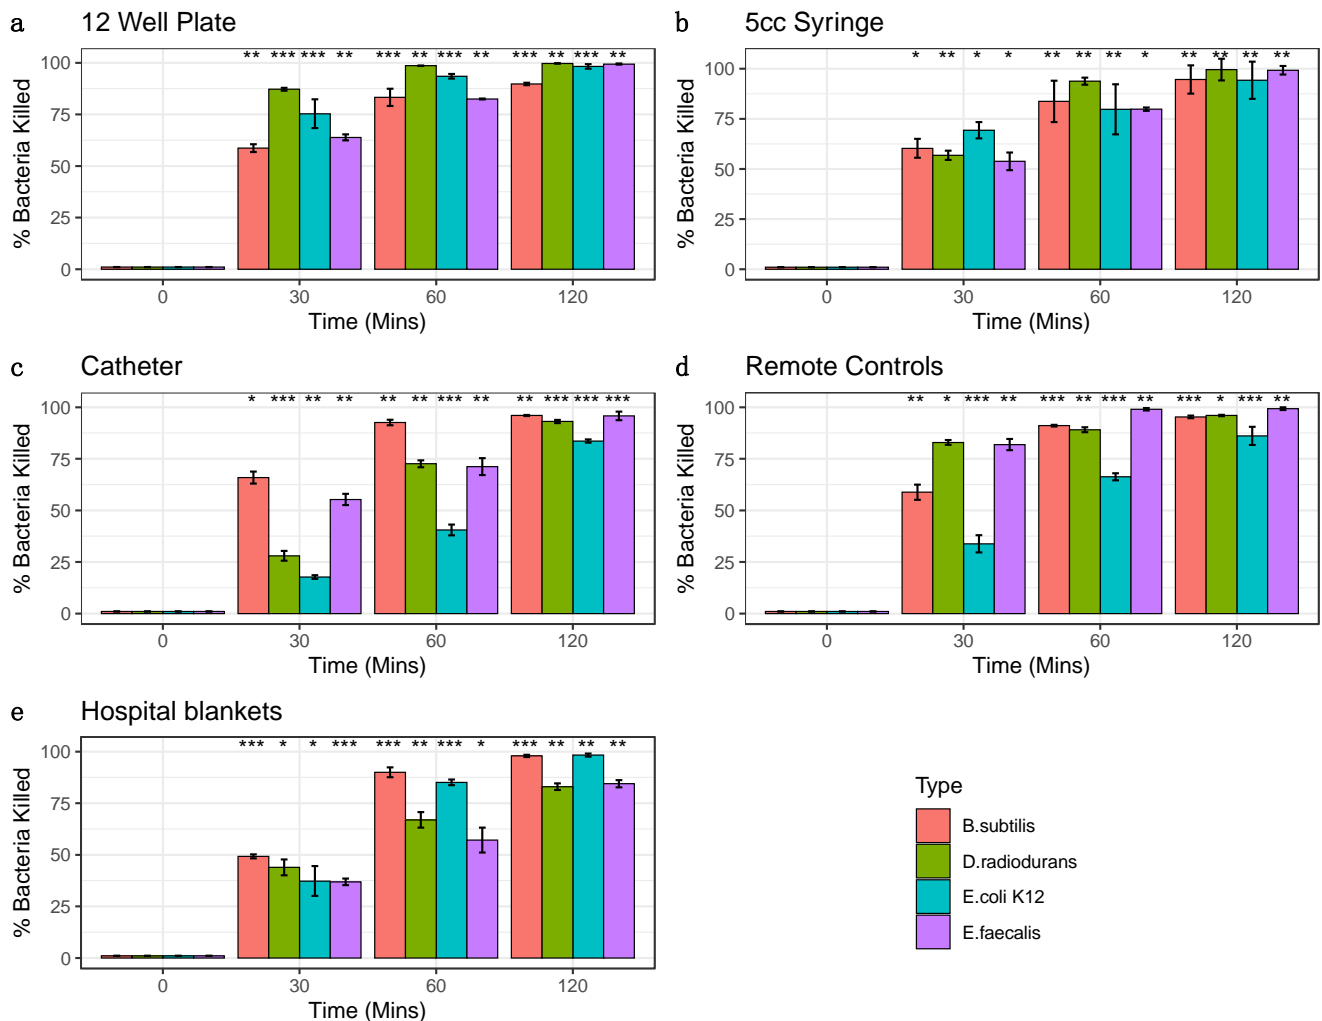 a 12 Well Plate
** *** *** ** *** ** *** ** *** ** *** **
% Bacteria Killed
100
75
50
25
0
0 30 60 120
Time (Mins)
b 5cc Syringe
* ** * * ** ** ** * ** ** ** **
% Bacteria Killed
100
75
50
25
0
0 30 60 120
Time (Mins)
c Catheter
* *** ** ** ** ** *** ** ** *** *** ***
% Bacteria Killed
100
75
50
25
0
0 30 60 120
Time (Mins)
d Remote Controls
** * *** ** *** ** *** ** *** * *** **
% Bacteria Killed
100
75
50
25
0
0 30 60 120
Time (Mins)
e Hospital blankets
*** * * *** *** ** *** * *** ** ** **
% Bacteria Killed
100
75
50
25
0
0 30 60 120
Time (Mins)
Type
B.subtilis
D.radiodurans
E.coli K12
E.faecalis